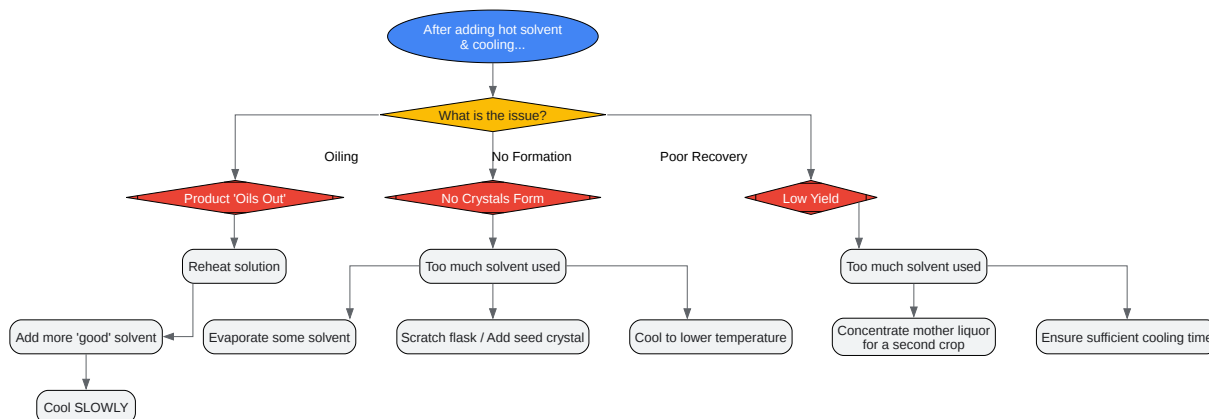 After adding hot solvent
& cooling...
What is the issue?
Oiling
No Formation
Poor Recovery
Product 'Oils Out'
No Crystals Form
Low Yield
Reheat solution
Too much solvent used
Too much solvent used
Add more 'good' solvent
Evaporate some solvent
Scratch flask / Add seed crystal
Cool to lower temperature
Concentrate mother liquor
for a second crop
Ensure sufficient cooling time
Cool SLOWLY